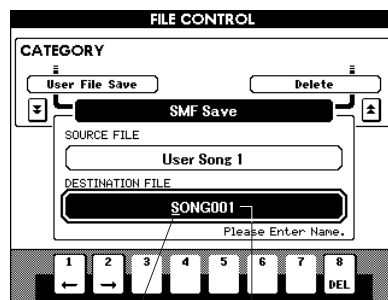 FILE CONTROL
CATEGORY
User File Save Delete
SMF Save
SOURCE FILE
User Song 1
DESTINATION FILE
SONG001
Please Enter Name.
1 2 3 4 5 6 7 8
← → DEL